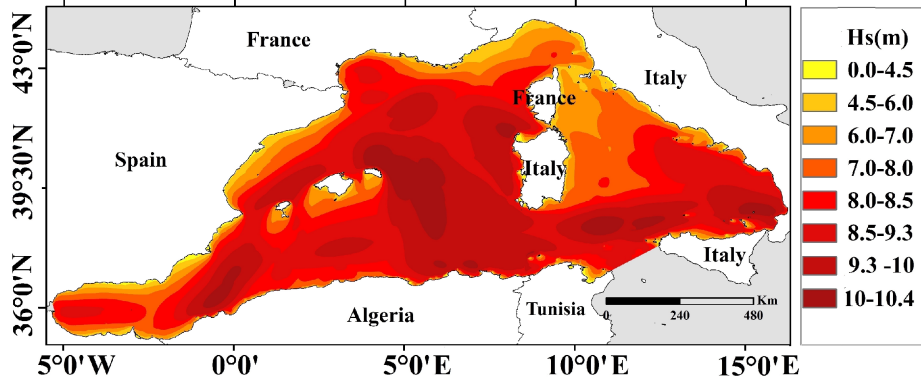 43°0'N
39°30'N
36°0'N
France
Italy
France
Spain
Italy
Italy
Algeria
Tunisia
Km
0 240 480
5°0'W 0°0' 5°0'E 10°0'E 15°0'E
Hs(m)
0.0-4.5
4.5-6.0
6.0-7.0
7.0-8.0
8.0-8.5
8.5-9.3
9.3 -10
10-10.4